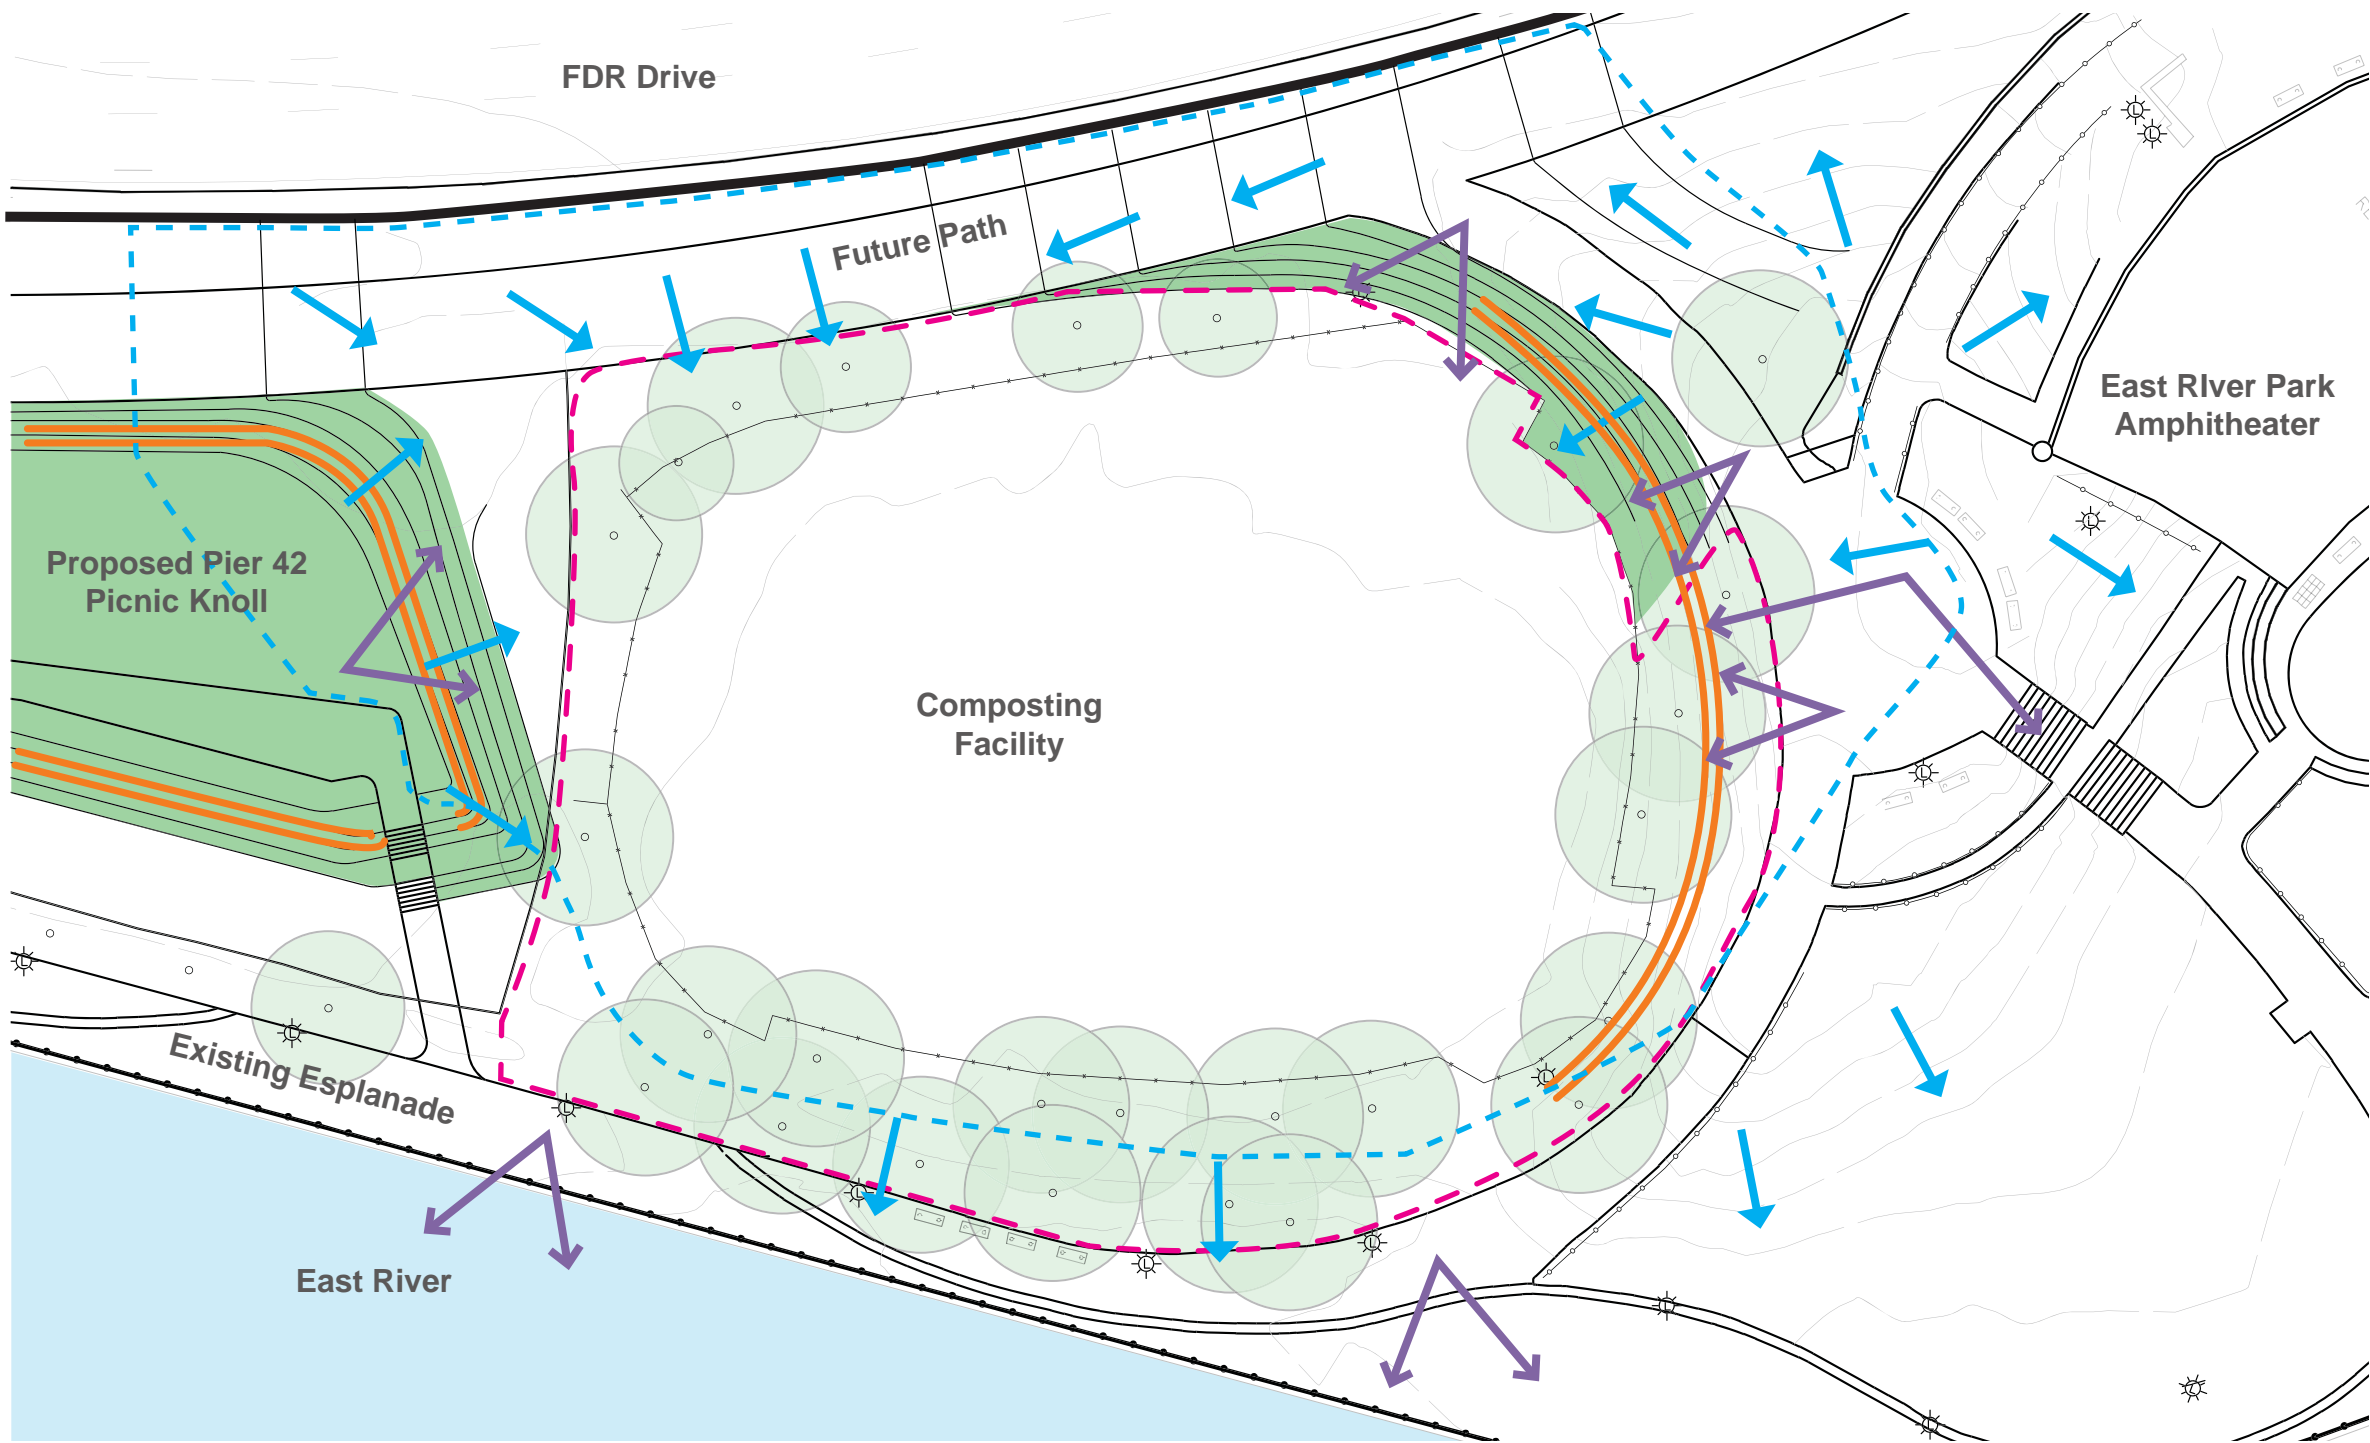 FDR Drive
Future Path
East RIver Park
Amphitheater
Proposed Pier 42
Picnic Knoll
Composting
Facility
Existing Esplanade
East River